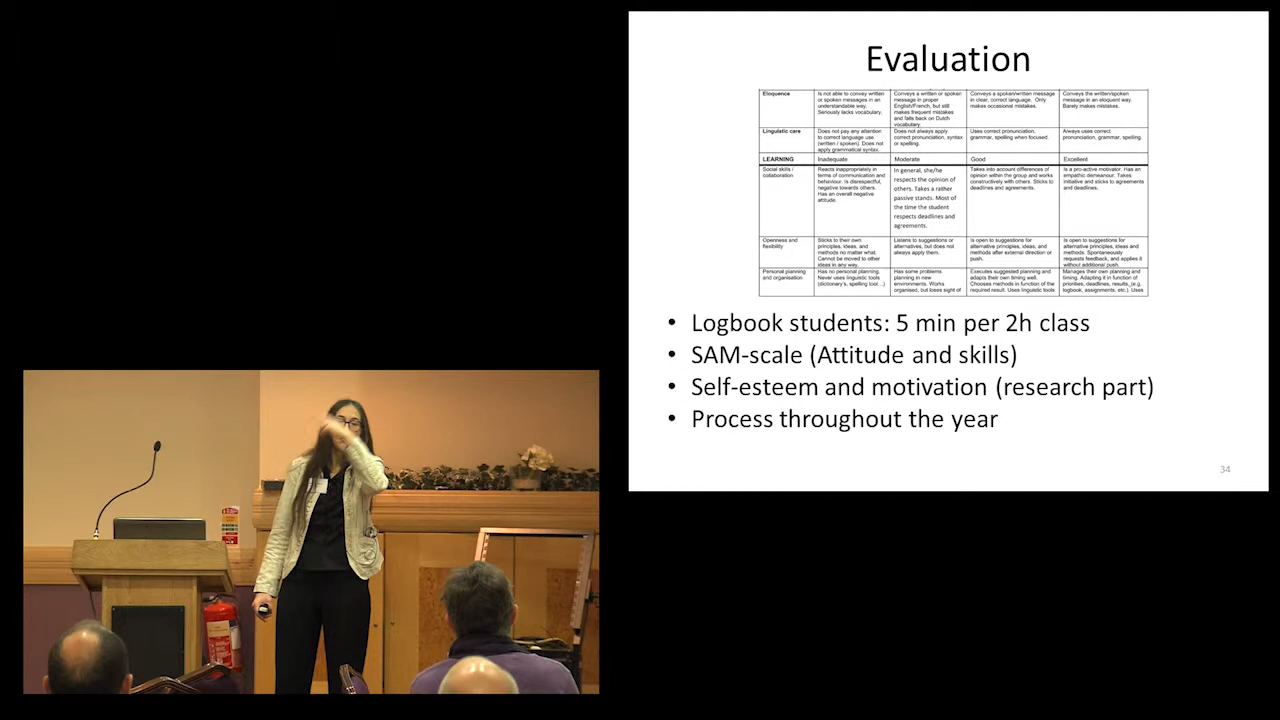 Evaluation
Eloquence
Is not able to convey written
or spoken messages in an
understandable way.
Seriously lacks vocabulary.
Conveys a written or spoken
message in proper
English/French, but still
makes frequent mistakes
and falls back on Dutch
vocabulary.
Conveys a spoken/written message
in clear, correct language. Only
makes occasional mistakes.
Conveys the written/spoken
message in an eloquent way.
Barely makes mistakes.
Linguistic care
Does not pay any attention
to correct language use
(written / spoken). Does not
apply grammatical syntax.
Does not always apply
correct pronunciation, syntax
or spelling.
Uses correct pronunciation,
grammar, spelling when focused.
Always uses correct
pronunciation, grammar, spelling.
LEARNING
Inadequate
Moderate
Good
Excellent
Social skills /
collaboration
Reacts inappropriately in
terms of communication and
behaviour. Is disrespectful,
negative towards others.
Has an overall negative
attitude.
In general, she/he
respects the opinion of
others. Takes a rather
passive stands. Most of
the time the student
respects deadlines and
agreements.
Takes into account differences of
opinion within the group and works
constructively with others. Sticks to
deadlines and agreements.
Is a pro-active motivator. Has an
empathic demeanour. Takes
initiative and sticks to agreements
and deadlines.
Openness and
flexibility
Sticks to their own
principles, ideas, and
methods no matter what.
Cannot be moved to other
ideas in any way.
Listens to suggestions or
alternatives, but does not
always apply them.
Is open to suggestions for
alternative principles, ideas, and
methods after external direction or
push.
Is open to suggestions for
alternative principles, ideas and
methods. Spontaneously
requests feedback, and applies it
without additional push.
Personal planning
and organisation
Has no personal planning.
Never uses linguistic tools
(dictionary's, spelling tool...)
Has some problems
planning in new
environments. Works
organised, but loses sight of
Executes suggested planning and
adapts their own timing well.
Chooses methods in function of the
required result. Uses linguistic tools
Manages their own planning and
timing. Adapting it in function of
priorities, deadlines, results, (e.g.
logbook, assignments, etc.). Uses
• Logbook students: 5 min per 2h class
• SAM-scale (Attitude and skills)
• Self-esteem and motivation (research part)
• Process throughout the year
34